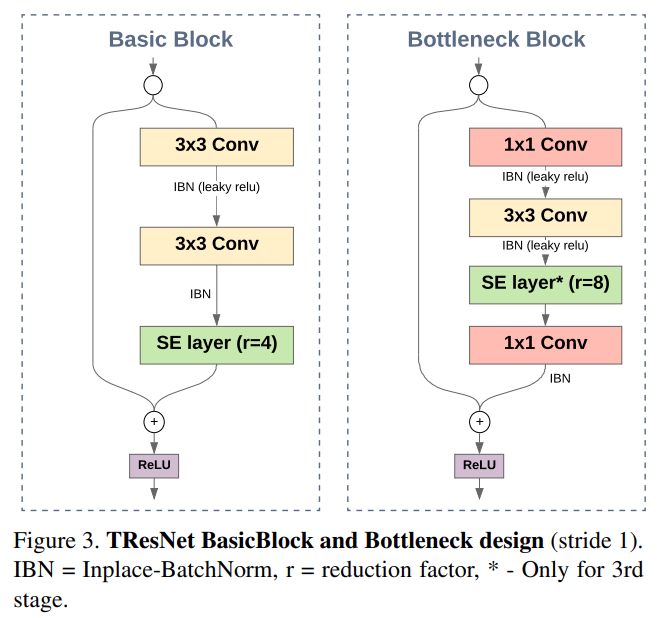 Basic Block
3x3 Conv
IBN (leaky relu)
3x3 Conv
IBN
SE layer (r=4)
+
ReLU
Bottleneck Block
1x1 Conv
IBN (leaky relu)
3x3 Conv
IBN (leaky relu)
SE layer* (r=8)
1x1 Conv
IBN
+
ReLU
Figure 3. TResNet BasicBlock and Bottleneck design (stride 1).
IBN = Inplace-BatchNorm, r = reduction factor, * - Only for 3rd
stage.